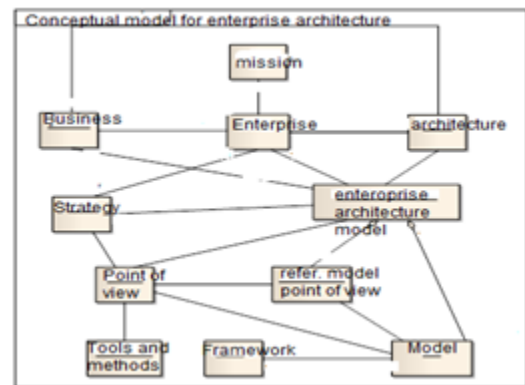 Conceptual model for enterprise architecture
mission
Business
Enterprise
architecture
Strategy
enteroprise
architecture
model
Point of
view
refer. model
point of view
Tools and
methods
Framework
Model